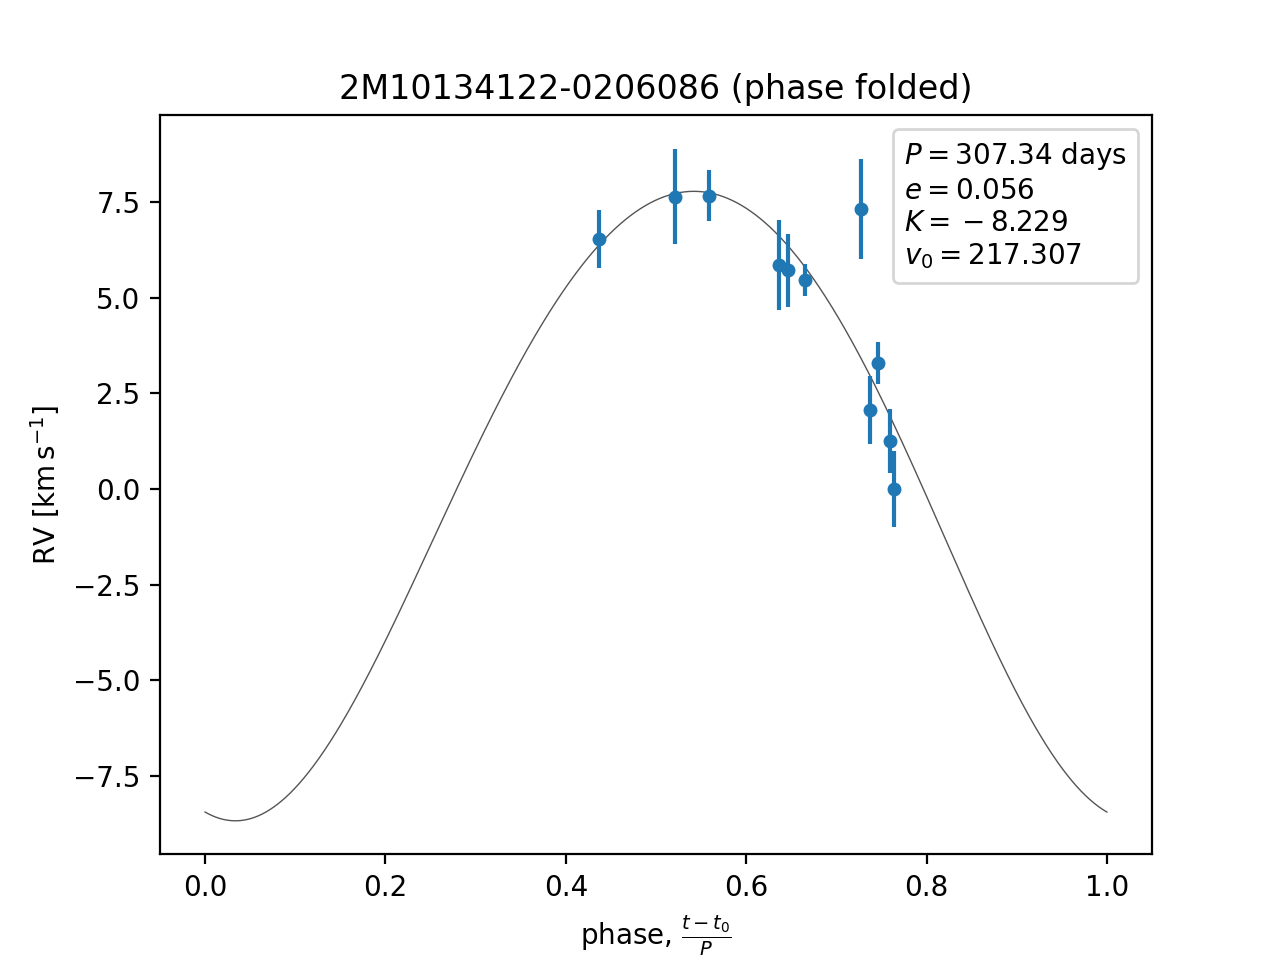 2M10134122-0206086 (phase folded)
P = 307.34 days
e = 0.056
K = −8.229
v₀ = 217.307
RV [km s⁻¹]
7.5
5.0
2.5
0.0
−2.5
−5.0
−7.5
0.0 0.2 0.4 0.6 0.8 1.0
phase, (t − t₀)/P